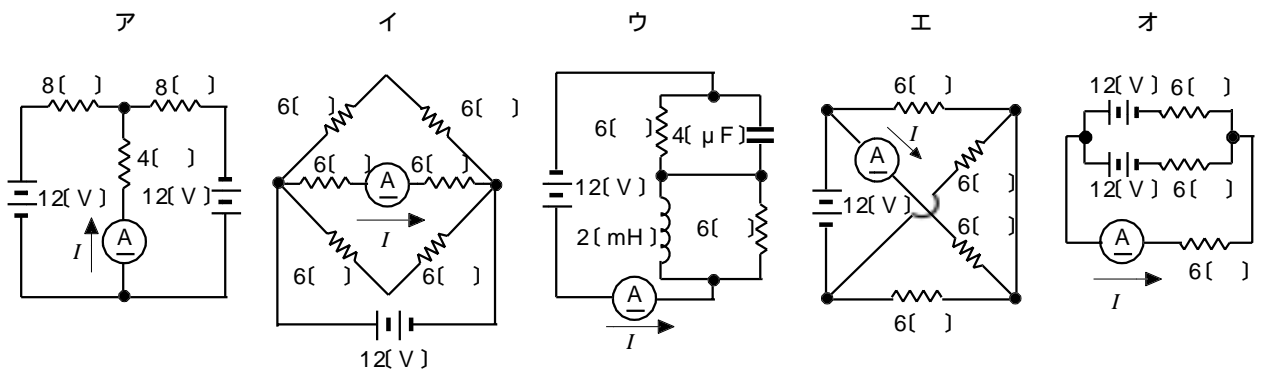 ア イ ウ エ オ
8〔　〕 8〔　〕
4〔　〕
12〔V〕 12〔V〕
A
I
6〔　〕 6〔　〕
6〔　〕 6〔　〕
A
I
6〔　〕 6〔　〕
12〔V〕
6〔　〕 4〔μF〕
12〔V〕
2〔mH〕 6〔　〕
A
I
6〔　〕
I
A
6〔　〕
12〔V〕
6〔　〕
6〔　〕
12〔V〕 6〔　〕
12〔V〕 6〔　〕
A
6〔　〕
I